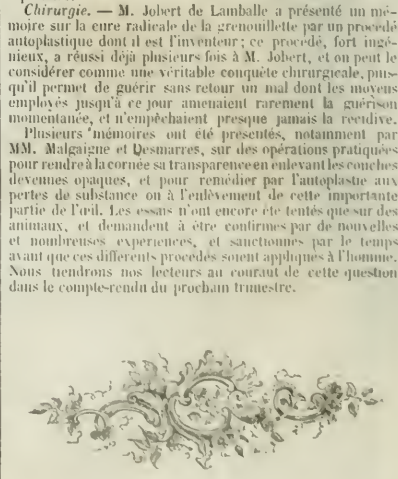 Chirurgie. — M. Jobert de Lamballe a présenté un mé-
moire sur la cure radicale de la grenouillette par un procédé
autoplastique dont il est l'inventeur; ce procédé, fort ingé-
nieux, a réussi déjà plusieurs fois à M. Jobert, et on peut le
considérer comme une véritable conquête chirurgicale, puis-
qu'il permet de guérir sans retour un mal dont les moyens
employés jusqu'à ce jour amenaient rarement la guérison
momentanée, et n'empêchaient presque jamais la récidive.
Plusieurs mémoires ont été présentés, notamment par
MM. Malgaigne et Desmarres, sur des opérations pratiquées
pour rendre à la cornée sa transparence en enlevant les couches
devenues opaques, et pour remédier par l'autoplastie aux
pertes de substance ou à l'enlèvement de cette importante
partie de l'œil. Les essais n'ont encore été tentés que sur des
animaux, et demandent à être confirmés par de nouvelles
et nombreuses expériences, et sanctionnés par le temps
avant que ces différents procédés soient appliqués à l'homme.
Nous tiendrons nos lecteurs au courant de cette question
dans le compte-rendu du prochain trimestre.